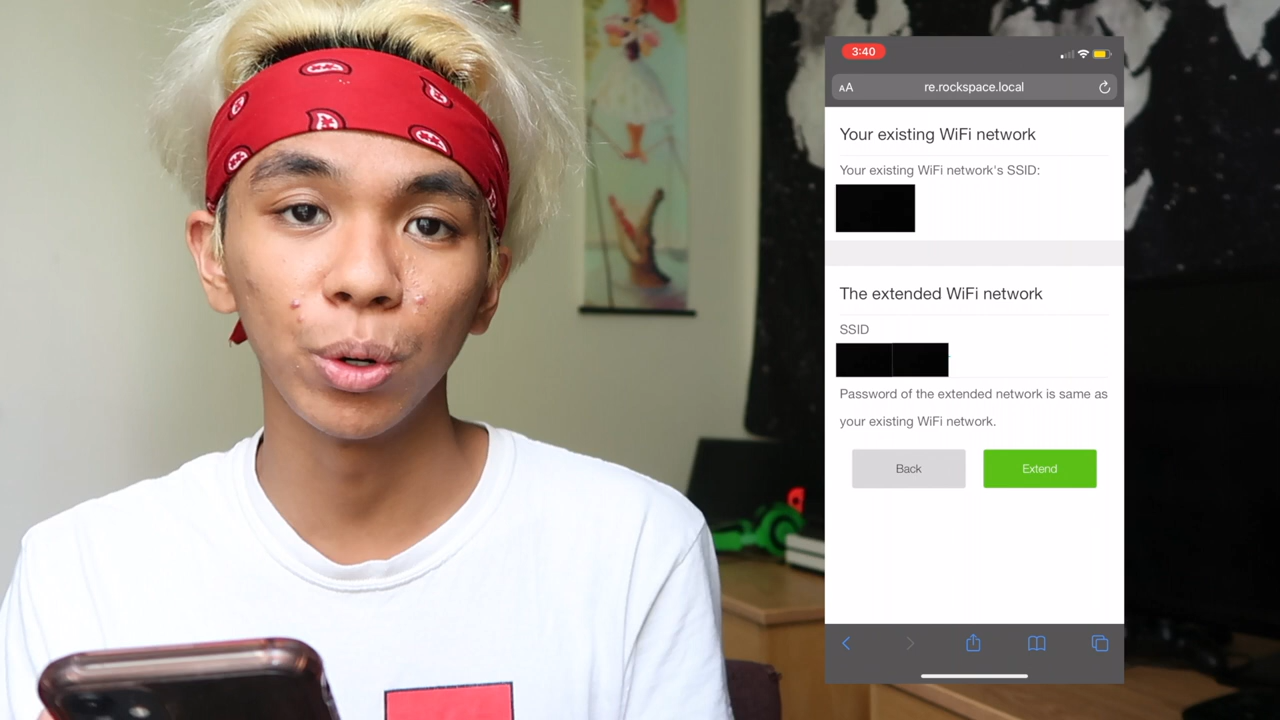 3:40
AA
re.rockspace.local
Your existing WiFi network
Your existing WiFi network's SSID:
The extended WiFi network
SSID
Password of the extended network is same as
your existing WiFi network.
Back
Extend